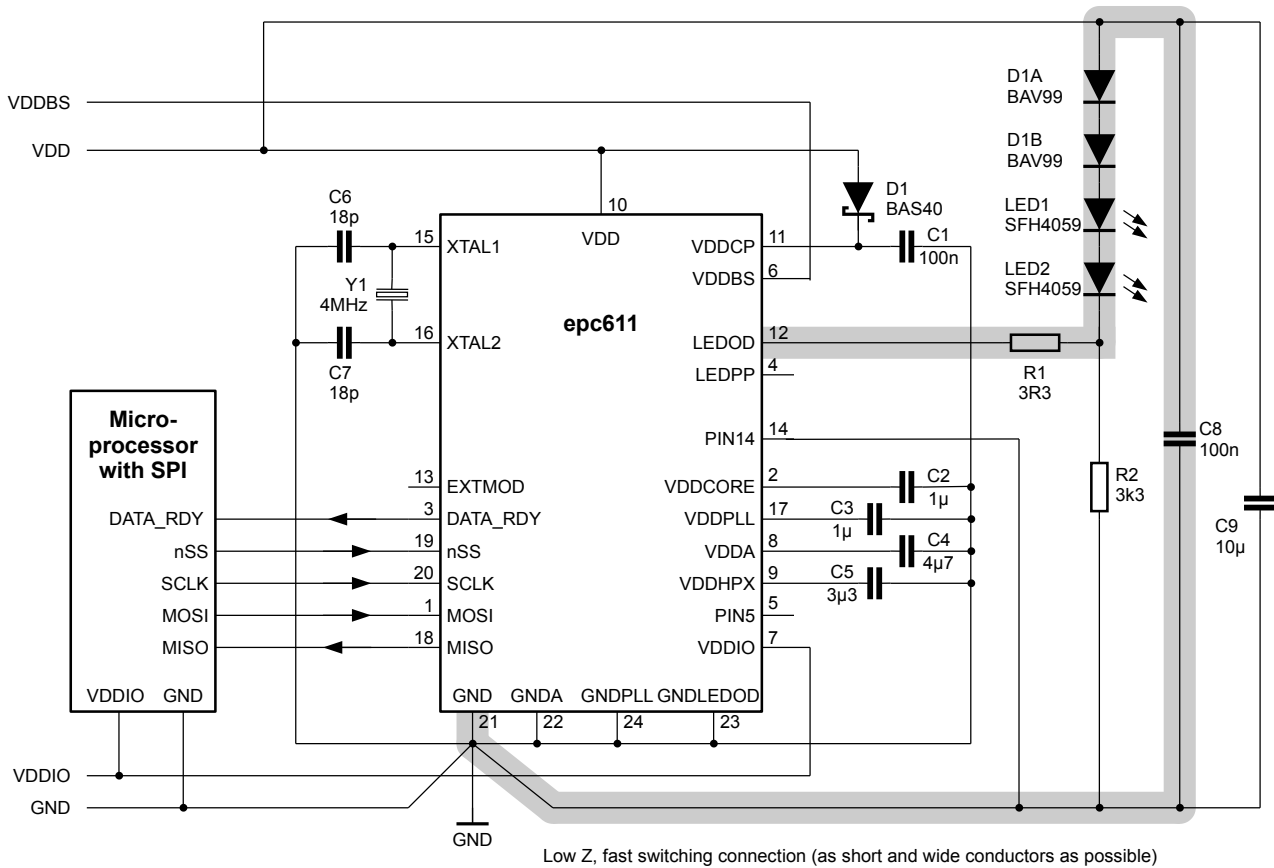 VDDBS
VDD
D1A
BAV99
D1B
BAV99
LED1
SFH4059
LED2
SFH4059
D1
BAS40
C1
100n
C6
18p
Y1
4MHz
C7
18p
epc611
10
VDD
15
XTAL1
16
XTAL2
13
EXTMOD
3
DATA_RDY
19
nSS
20
SCLK
1
MOSI
18
MISO
VDDCP
11
VDDBS
6
LEDOD
12
LEDPP
4
PIN14
14
VDDCORE
2
VDDPLL
17
VDDA
8
VDDHPX
9
PIN5
5
VDDIO
7
GND
GNDA
GNDPLL
GNDLEDOD
21
22
24
23
R1
3R3
C8
100n
R2
3k3
C9
10µ
C2
1µ
C3
1µ
C4
4µ7
C5
3µ3
Micro-
processor
with SPI
DATA_RDY
nSS
SCLK
MOSI
MISO
VDDIO
GND
VDDIO
GND
GND
Low Z, fast switching connection (as short and wide conductors as possible)